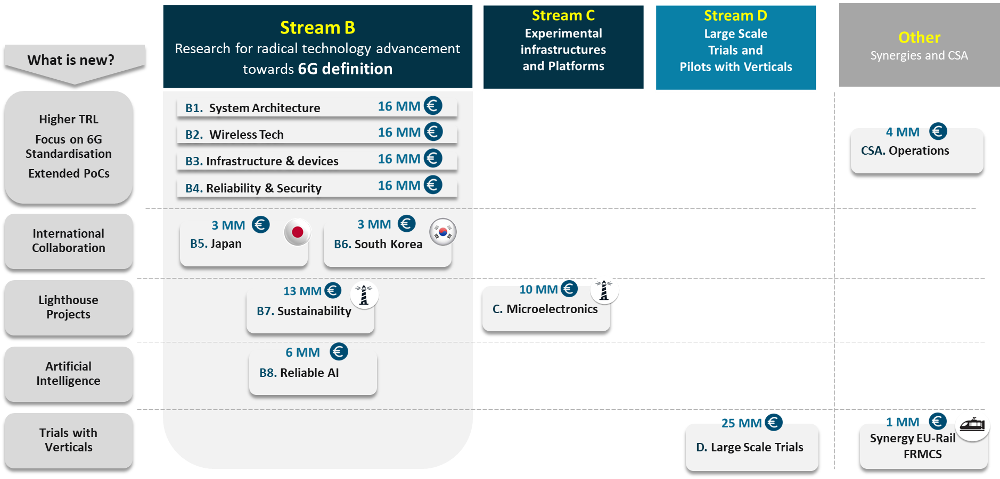 What is new?
Stream B
Research for radical technology advancement
towards 6G definition
Stream C
Experimental
infrastructures
and Platforms
Stream D
Large Scale
Trials and
Pilots with Verticals
Other
Synergies and CSA
Higher TRL
Focus on 6G
Standardisation
Extended PoCs
B1. System Architecture 16 MM €
B2. Wireless Tech 16 MM €
B3. Infrastructure & devices 16 MM €
B4. Reliability & Security 16 MM €
4 MM €
CSA. Operations
International
Collaboration
3 MM €
B5. Japan
3 MM €
B6. South Korea
Lighthouse
Projects
13 MM €
B7. Sustainability
10 MM €
C. Microelectronics
Artificial
Intelligence
6 MM €
B8. Reliable AI
Trials with
Verticals
25 MM €
D. Large Scale Trials
1 MM €
Synergy EU-Rail
FRMCS